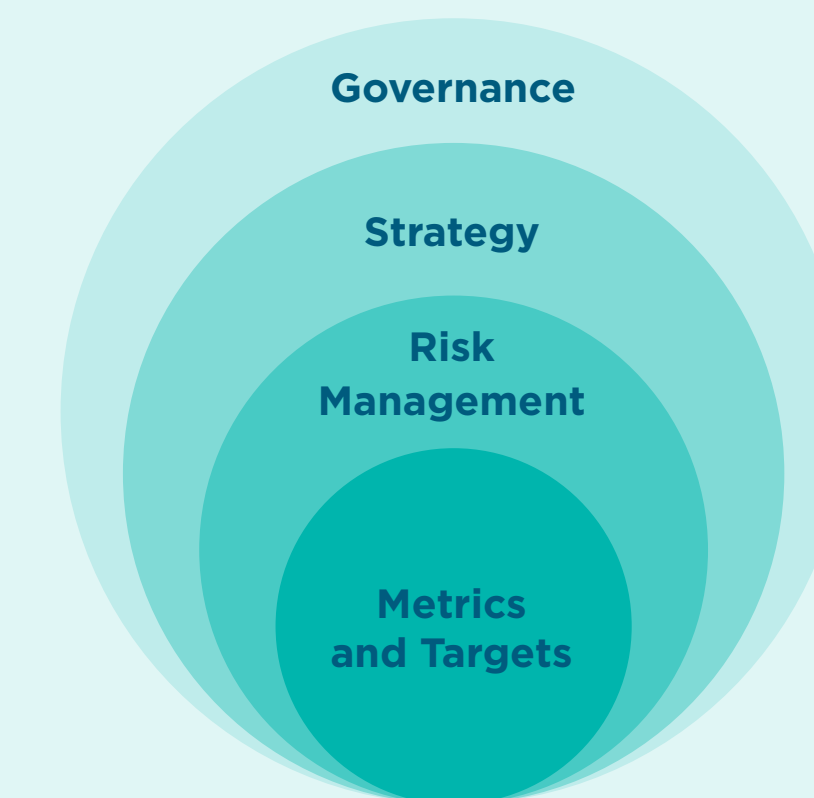 Governance
Strategy
Risk
Management
Metrics
and Targets